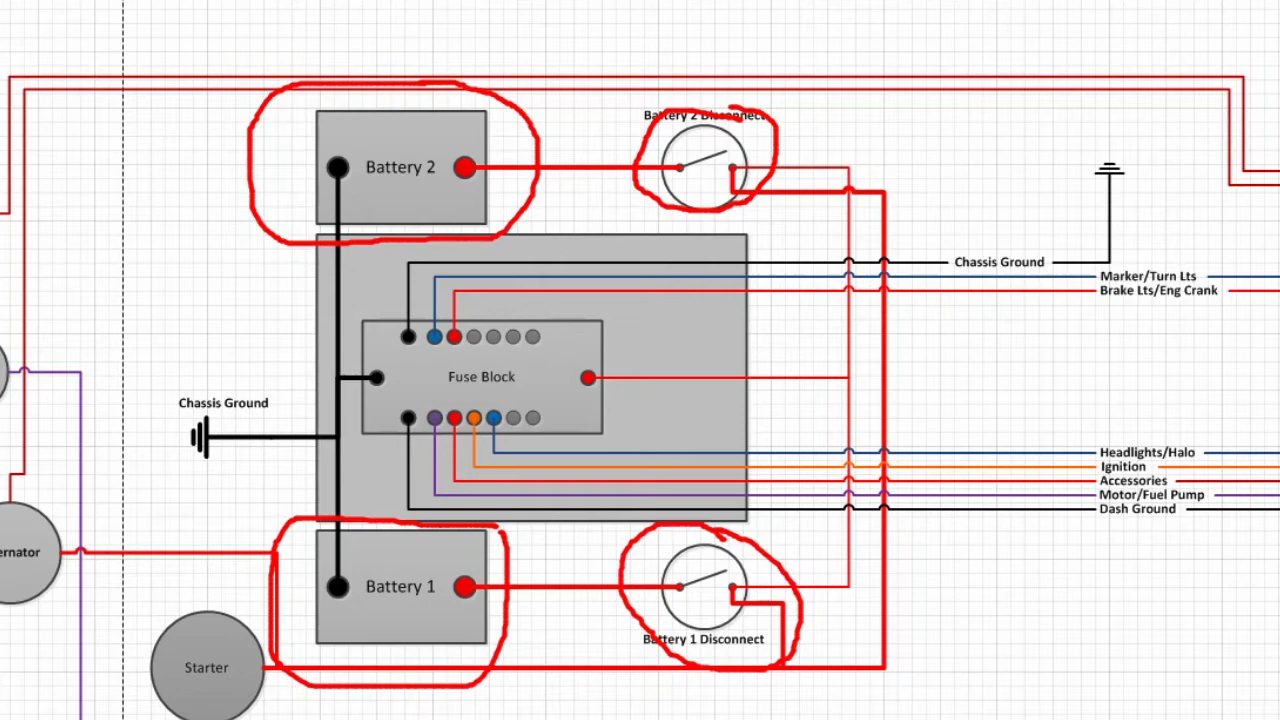 Battery 2 Disconnect
Battery 2
Chassis Ground
Marker/Turn Lts
Brake Lts/Eng Crank
Fuse Block
Chassis Ground
Headlights/Halo
Ignition
Accessories
Motor/Fuel Pump
Dash Ground
ernator
Battery 1
Battery 1 Disconnect
Starter